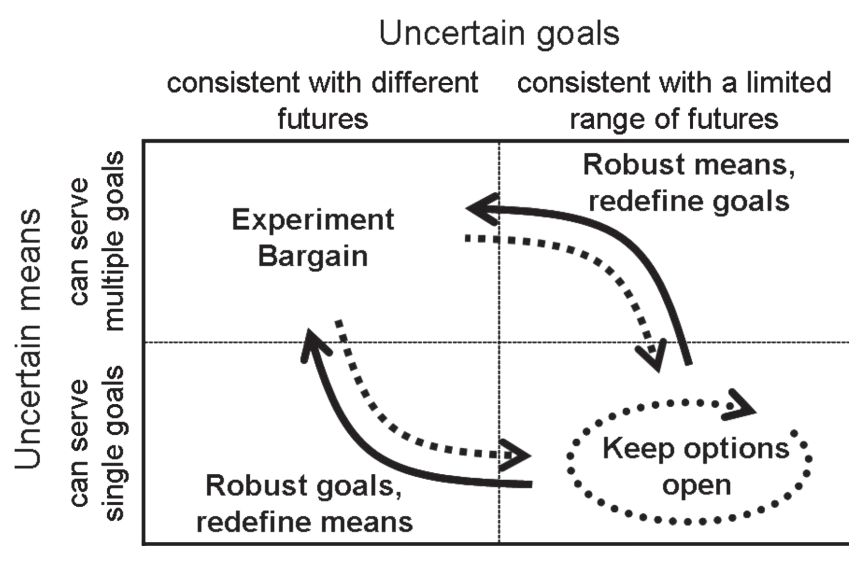 Uncertain goals
consistent with different
futures
consistent with a limited
range of futures
Uncertain means
can serve
multiple goals
can serve
single goals
Experiment
Bargain
Robust means,
redefine goals
Robust goals,
redefine means
Keep options
open